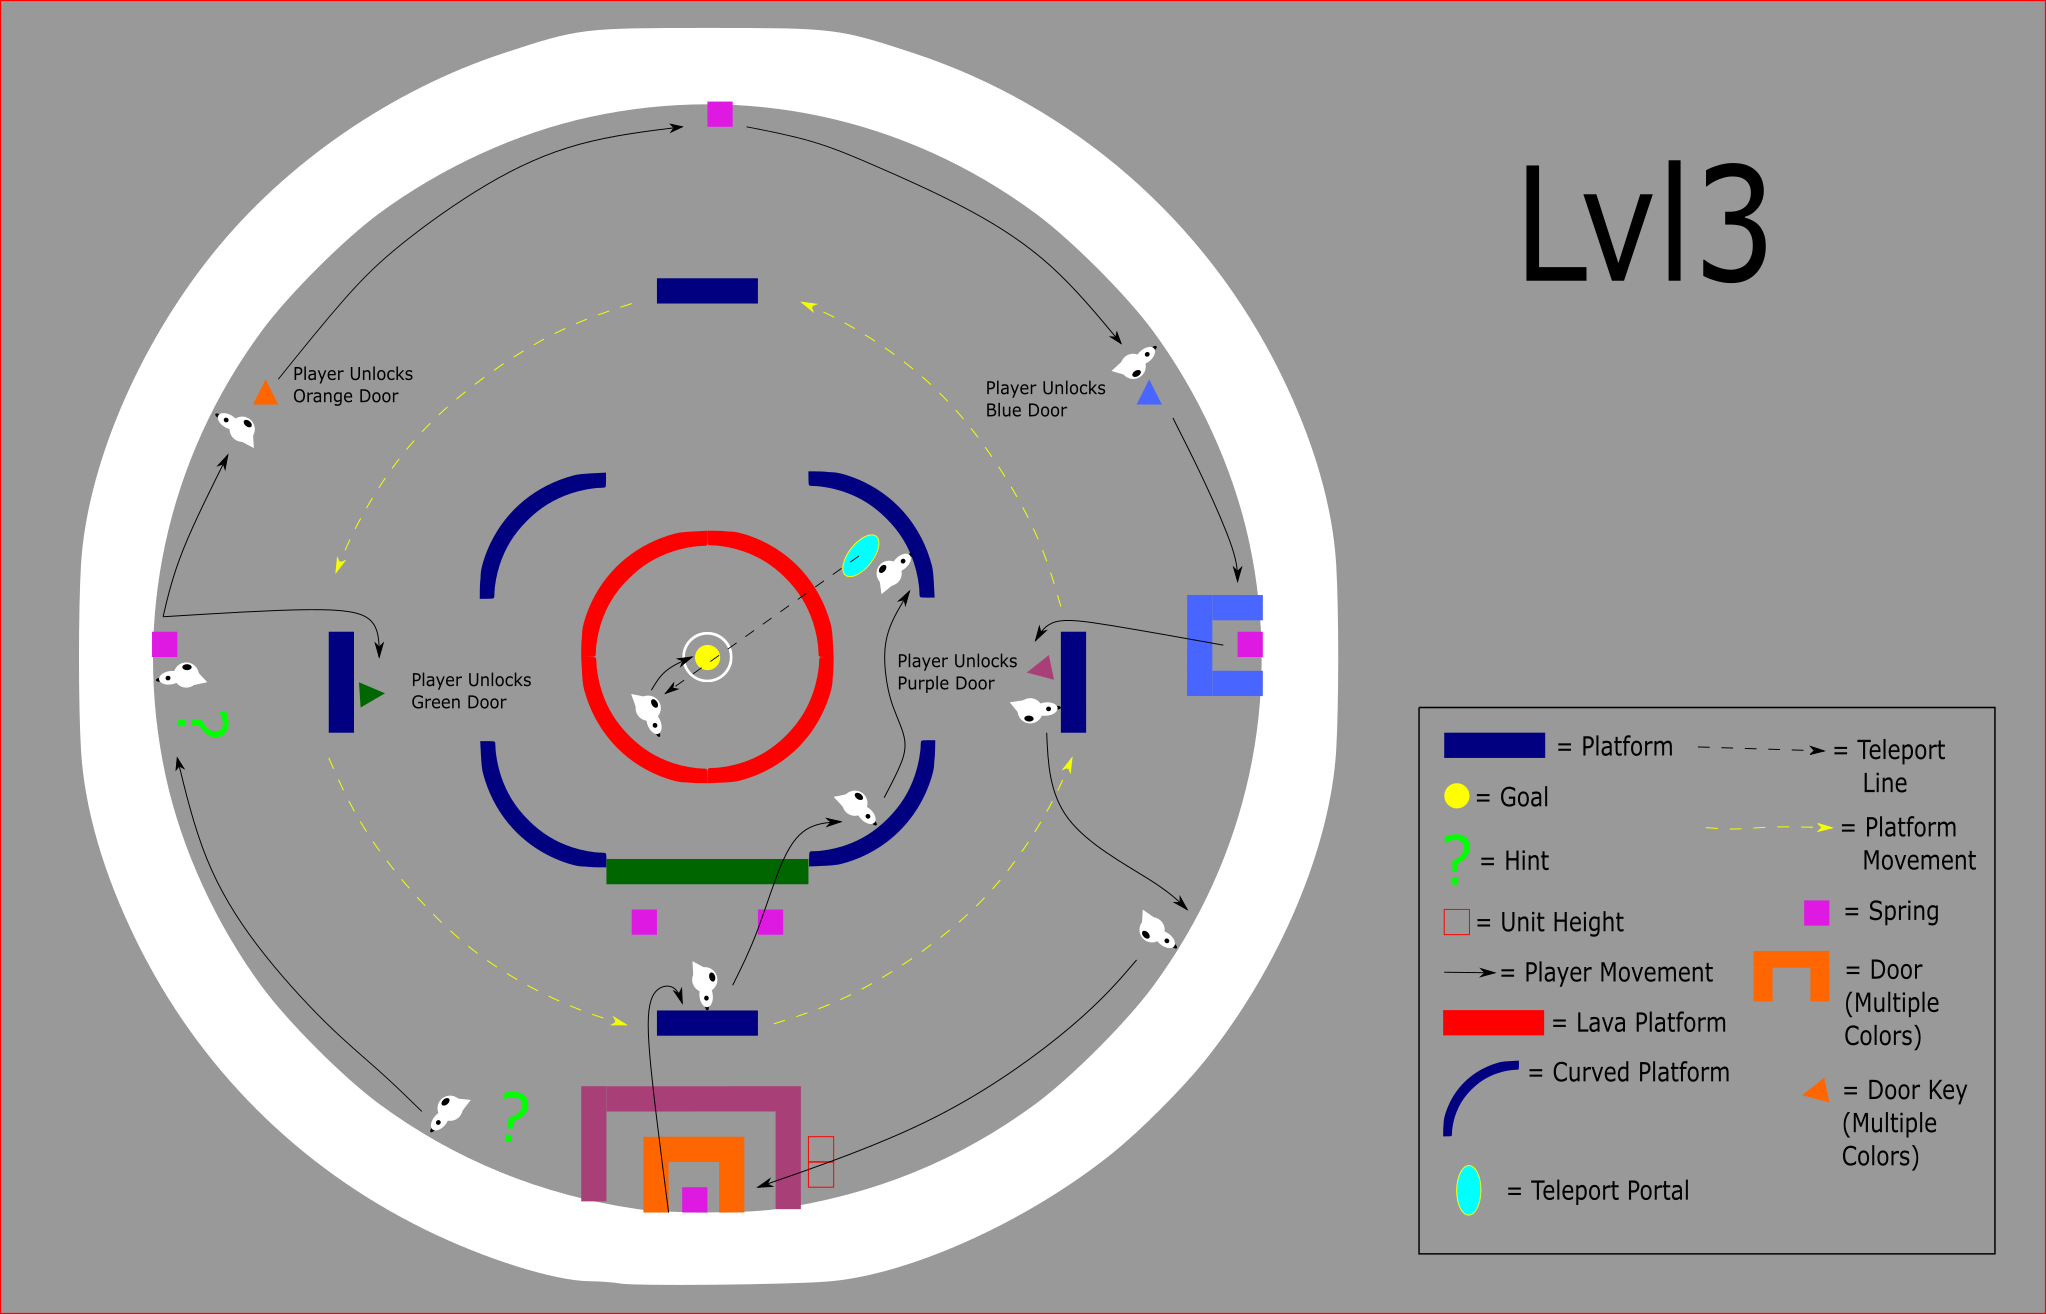 Lvl3
Player Unlocks
Orange Door
Player Unlocks
Blue Door
Player Unlocks
Purple Door
Player Unlocks
Green Door
?
?
= Platform
= Goal
? = Hint
= Unit Height
= Player Movement
= Lava Platform
= Curved Platform
= Teleport Portal
= Teleport
Line
= Platform
Movement
= Spring
= Door
(Multiple
Colors)
= Door Key
(Multiple
Colors)